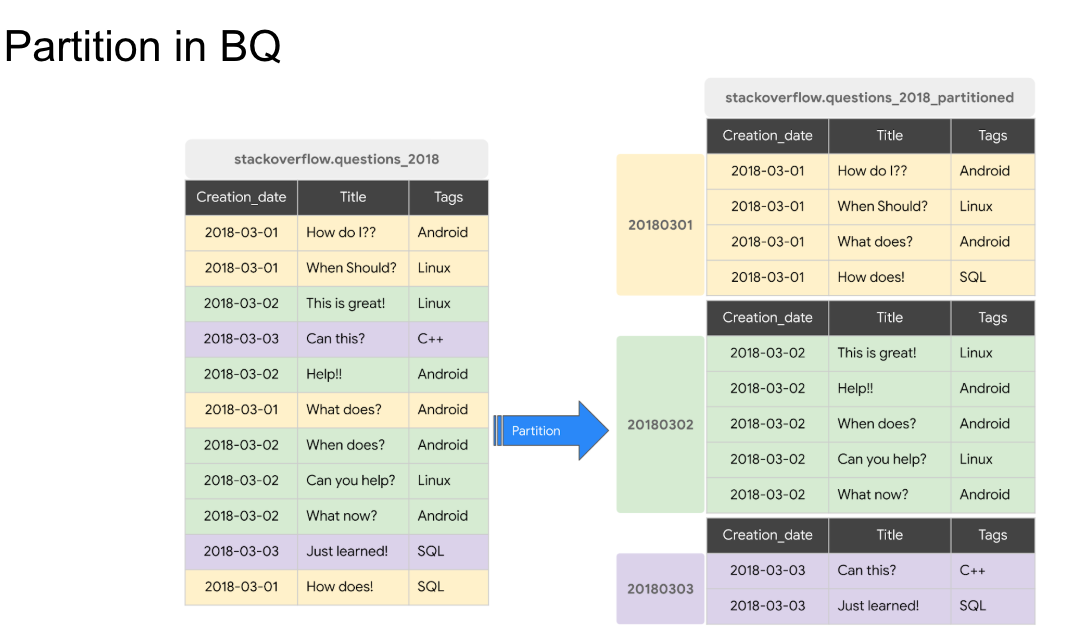 Partition in BQ
stackoverflow.questions_2018
Creation_date Title Tags
2018-03-01 How do I?? Android
2018-03-01 When Should? Linux
2018-03-02 This is great! Linux
2018-03-03 Can this? C++
2018-03-02 Help!! Android
2018-03-01 What does? Android
2018-03-02 When does? Android
2018-03-02 Can you help? Linux
2018-03-02 What now? Android
2018-03-03 Just learned! SQL
2018-03-01 How does! SQL
Partition
stackoverflow.questions_2018_partitioned
20180301
Creation_date Title Tags
2018-03-01 How do I?? Android
2018-03-01 When Should? Linux
2018-03-01 What does? Android
2018-03-01 How does! SQL
20180302
Creation_date Title Tags
2018-03-02 This is great! Linux
2018-03-02 Help!! Android
2018-03-02 When does? Android
2018-03-02 Can you help? Linux
2018-03-02 What now? Android
20180303
Creation_date Title Tags
2018-03-03 Can this? C++
2018-03-03 Just learned! SQL